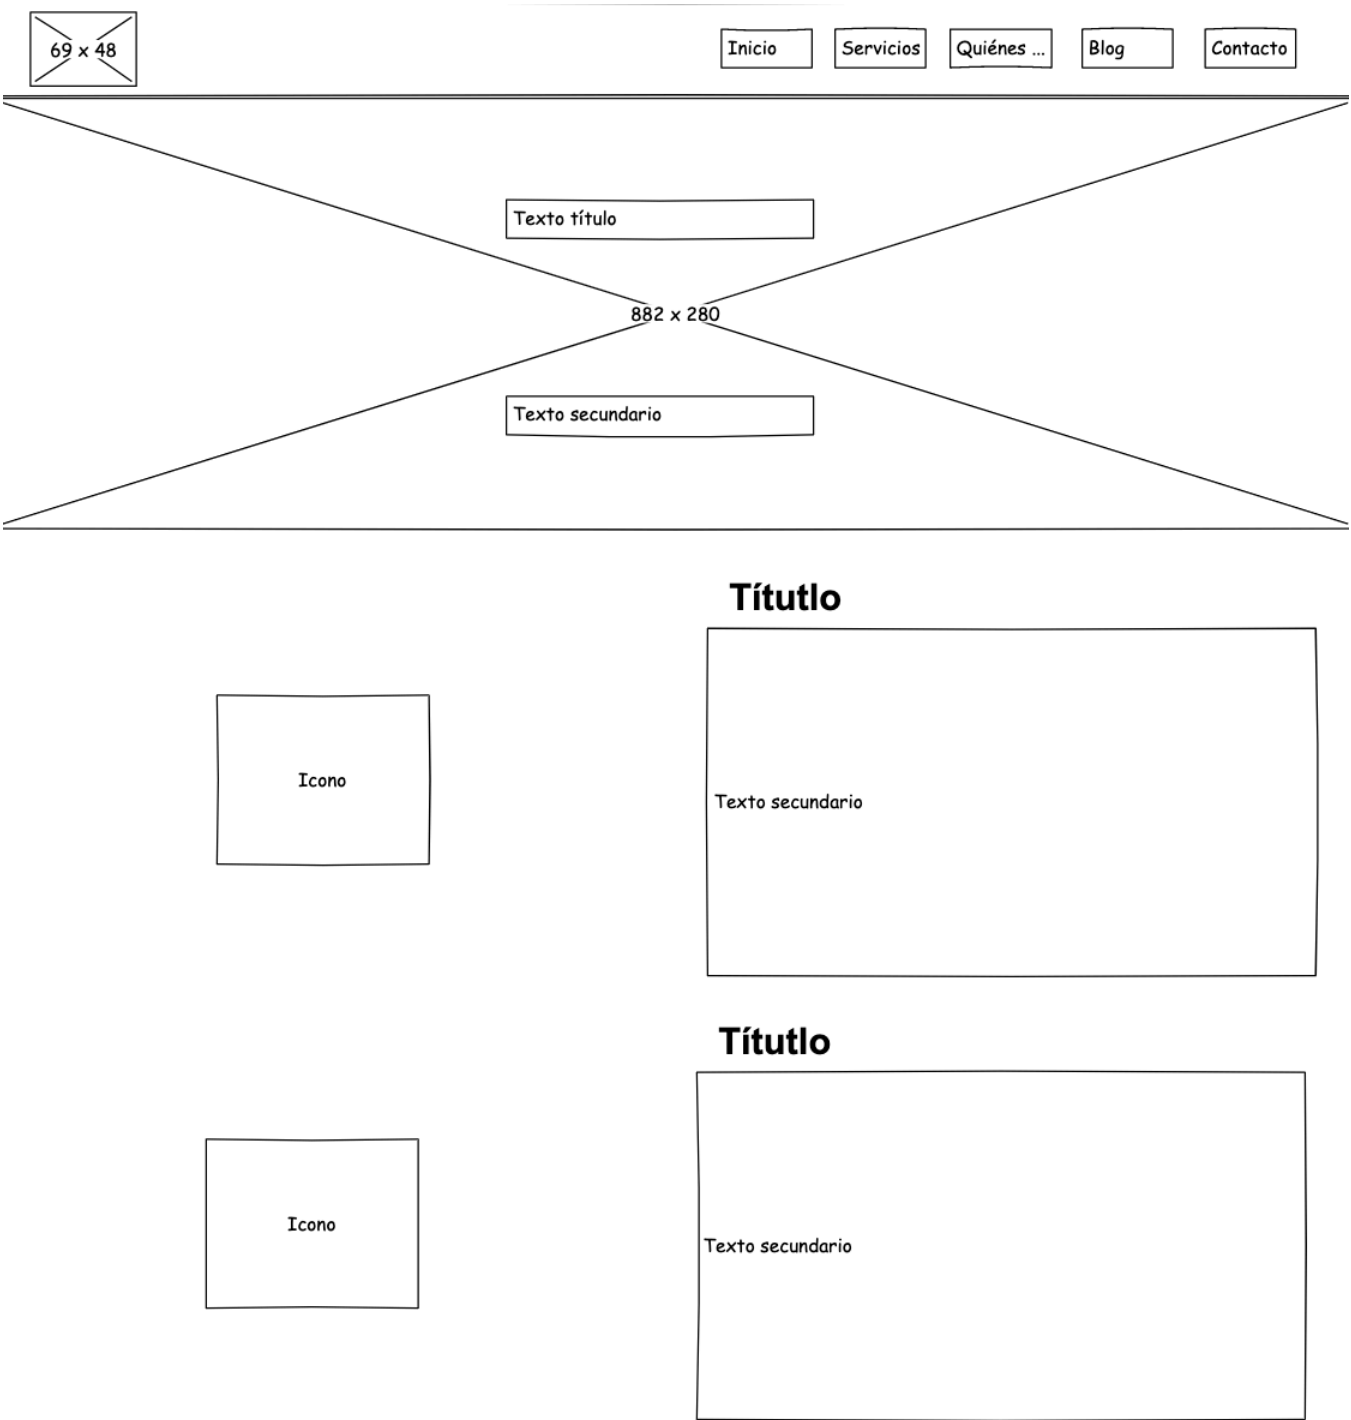 69 x 48
Inicio
Servicios
Quiénes ...
Blog
Contacto
Texto título
882 x 280
Texto secundario
Títutlo
Icono
Texto secundario
Títutlo
Icono
Texto secundario